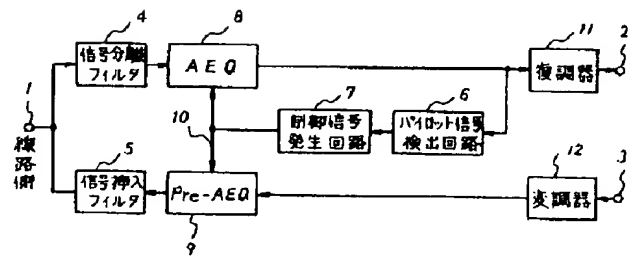 4
8
11
2
信号分離
フィルタ
AEQ
復調器
1
7
6
10
制御信号
発生回路
パイロット信号
検出回路
線路側
5
12
3
信号挿入
フィルタ
Pre-AEQ
変調器
9